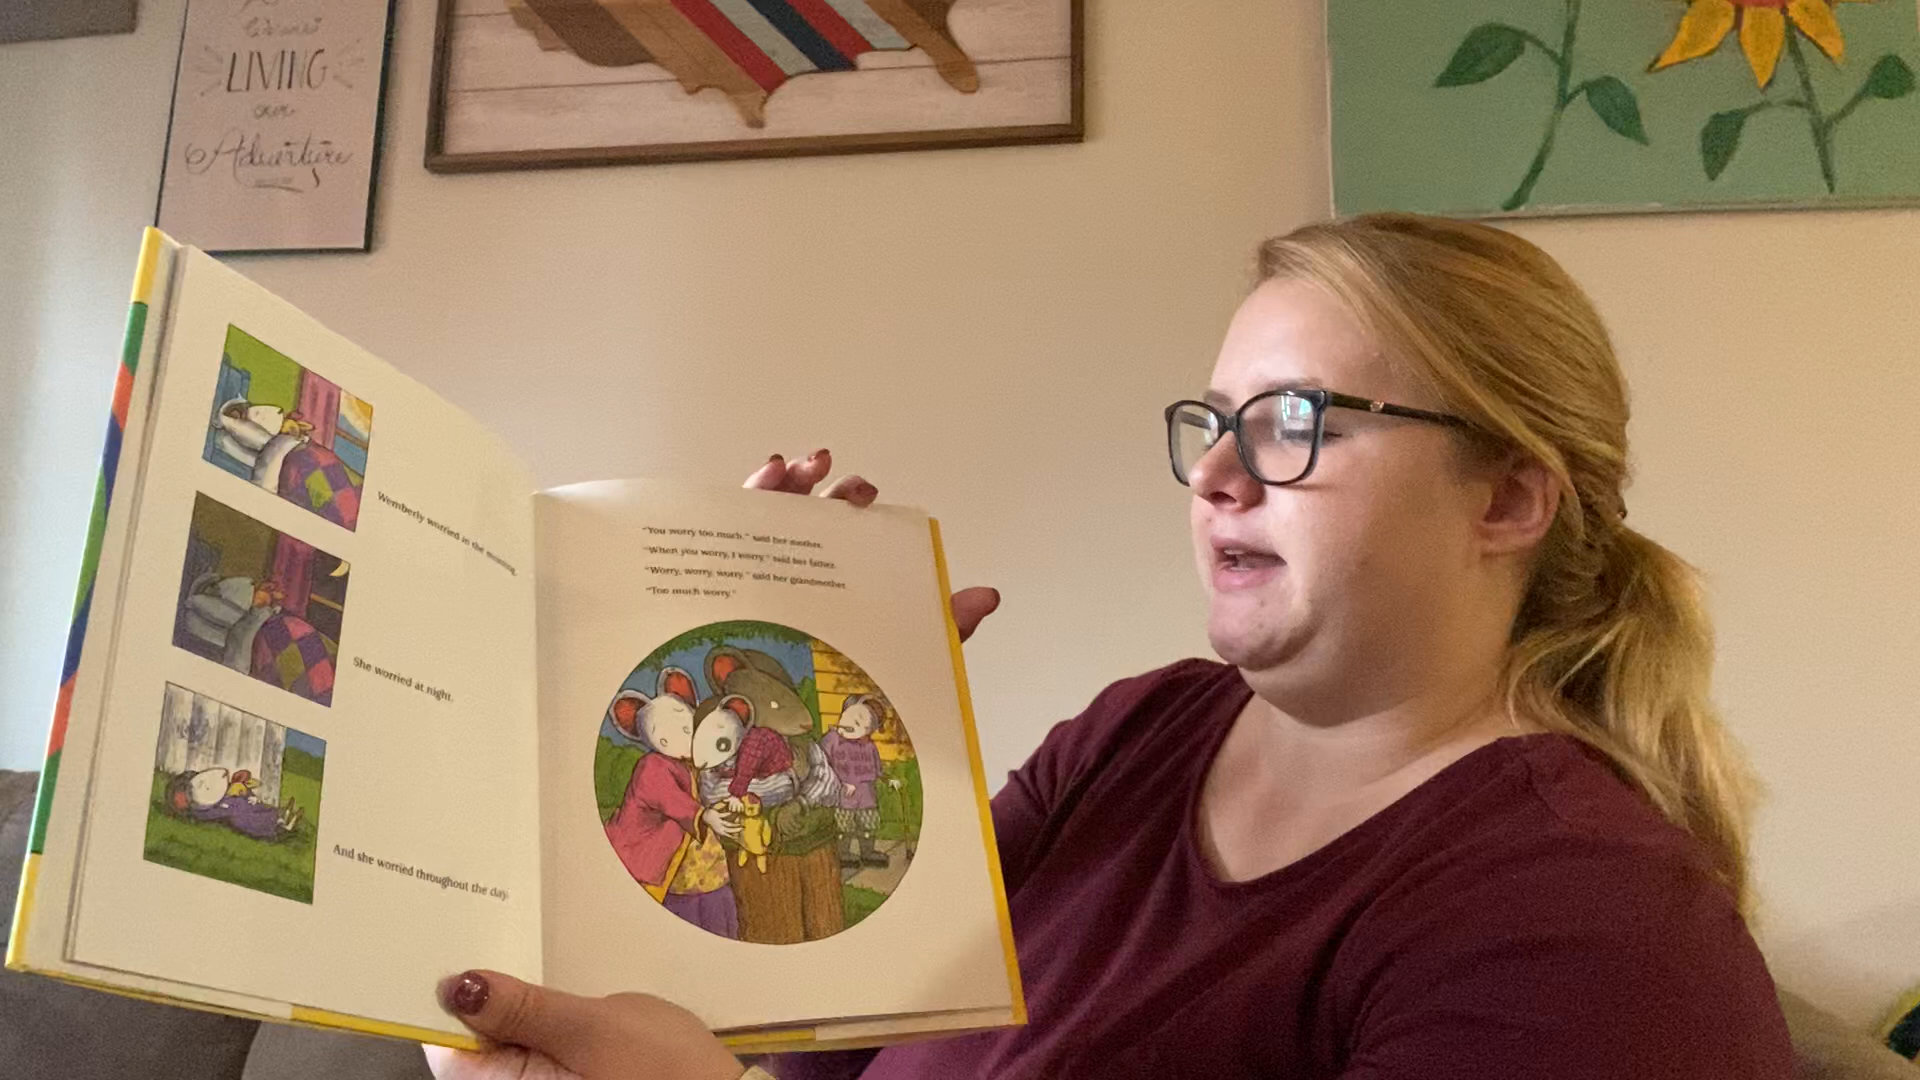 LIVING
our
Adventure
Wemberly worried in the morning.
She worried at night.
And she worried throughout the day.
"You worry too much," said her mother.
"When you worry, I worry," said her father.
"Worry, worry, worry," said her grandmother.
"Too much worry."